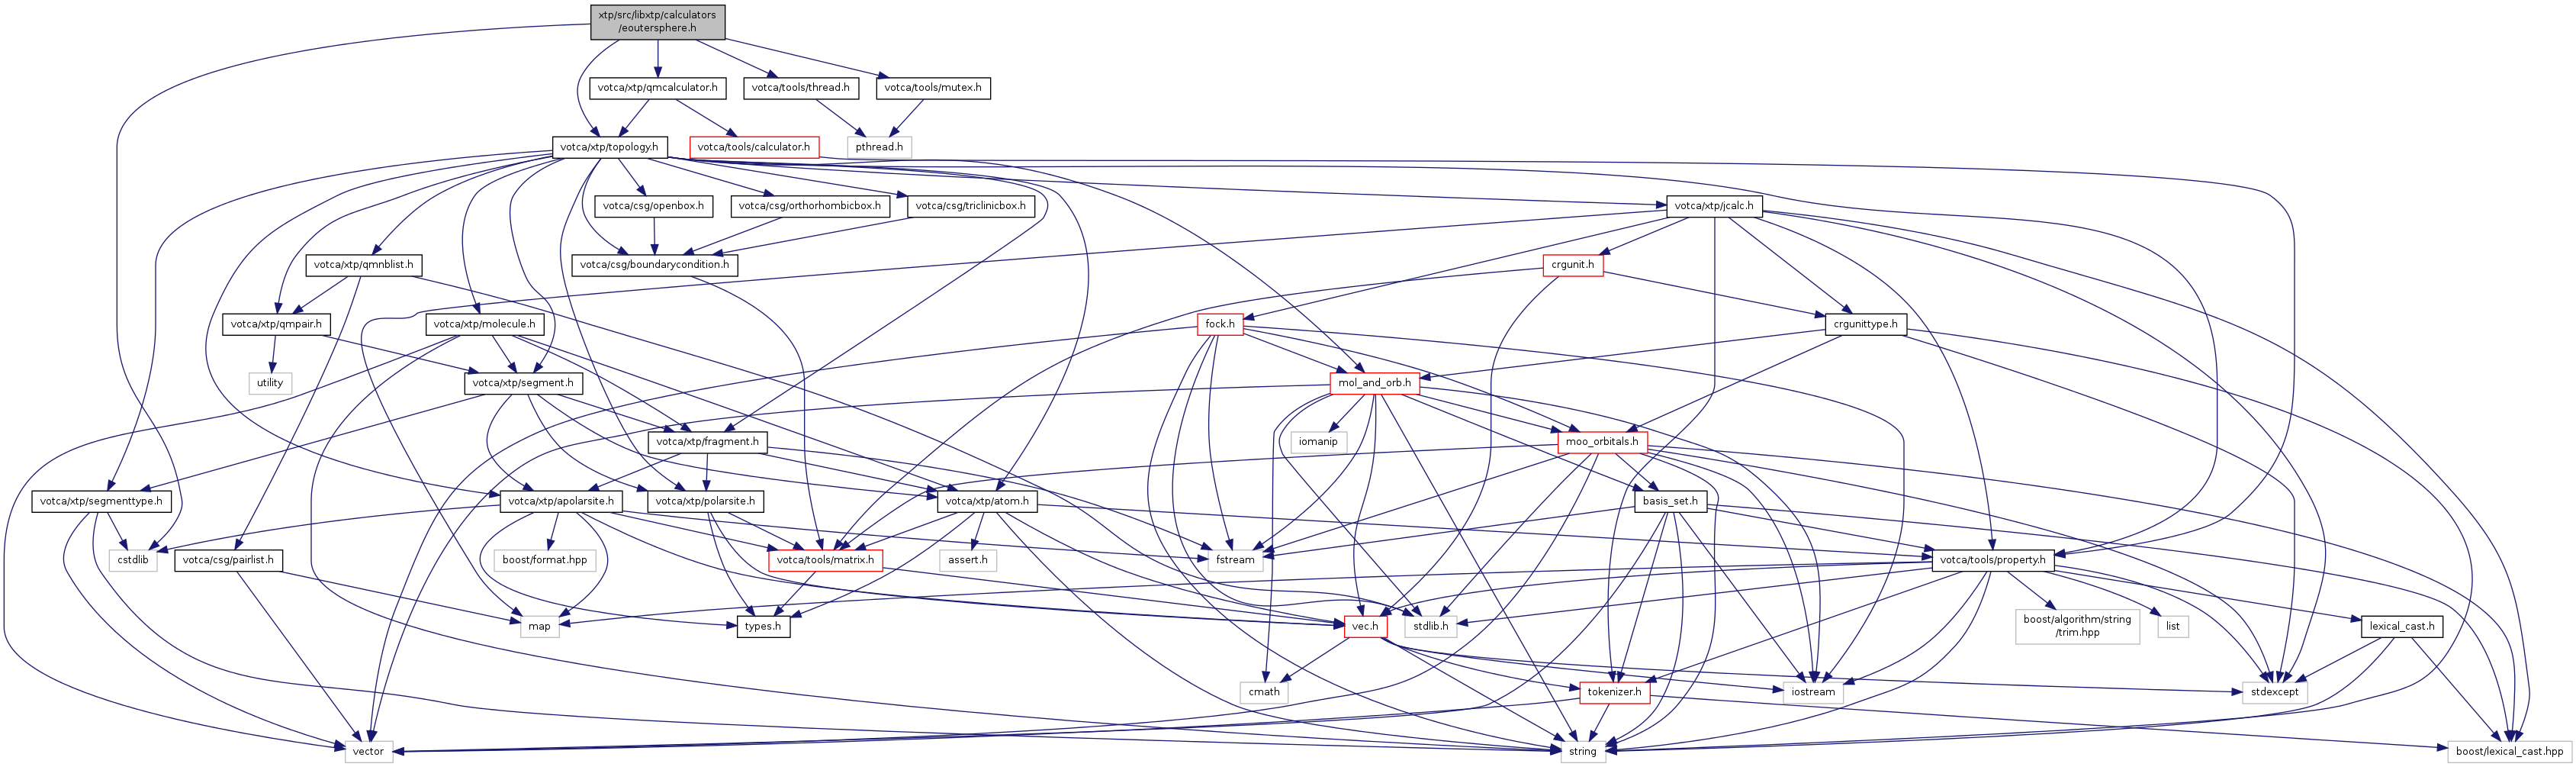 xtp/src/libxtp/calculators
/eoutersphere.h
votca/xtp/qmcalculator.h
votca/tools/thread.h
votca/tools/mutex.h
votca/xtp/topology.h
votca/tools/calculator.h
pthread.h
votca/csg/openbox.h
votca/csg/orthorhombicbox.h
votca/csg/triclinicbox.h
votca/xtp/jcalc.h
votca/xtp/qmnblist.h
votca/csg/boundarycondition.h
crgunit.h
votca/xtp/qmpair.h
votca/xtp/molecule.h
fock.h
crgunittype.h
utility
votca/xtp/segment.h
mol_and_orb.h
votca/xtp/fragment.h
iomanip
moo_orbitals.h
votca/xtp/segmenttype.h
votca/xtp/apolarsite.h
votca/xtp/polarsite.h
votca/xtp/atom.h
basis_set.h
cstdlib
votca/csg/pairlist.h
boost/format.hpp
votca/tools/matrix.h
assert.h
fstream
votca/tools/property.h
map
types.h
vec.h
stdlib.h
boost/algorithm/string
/trim.hpp
list
lexical_cast.h
cmath
tokenizer.h
iostream
stdexcept
vector
string
boost/lexical_cast.hpp